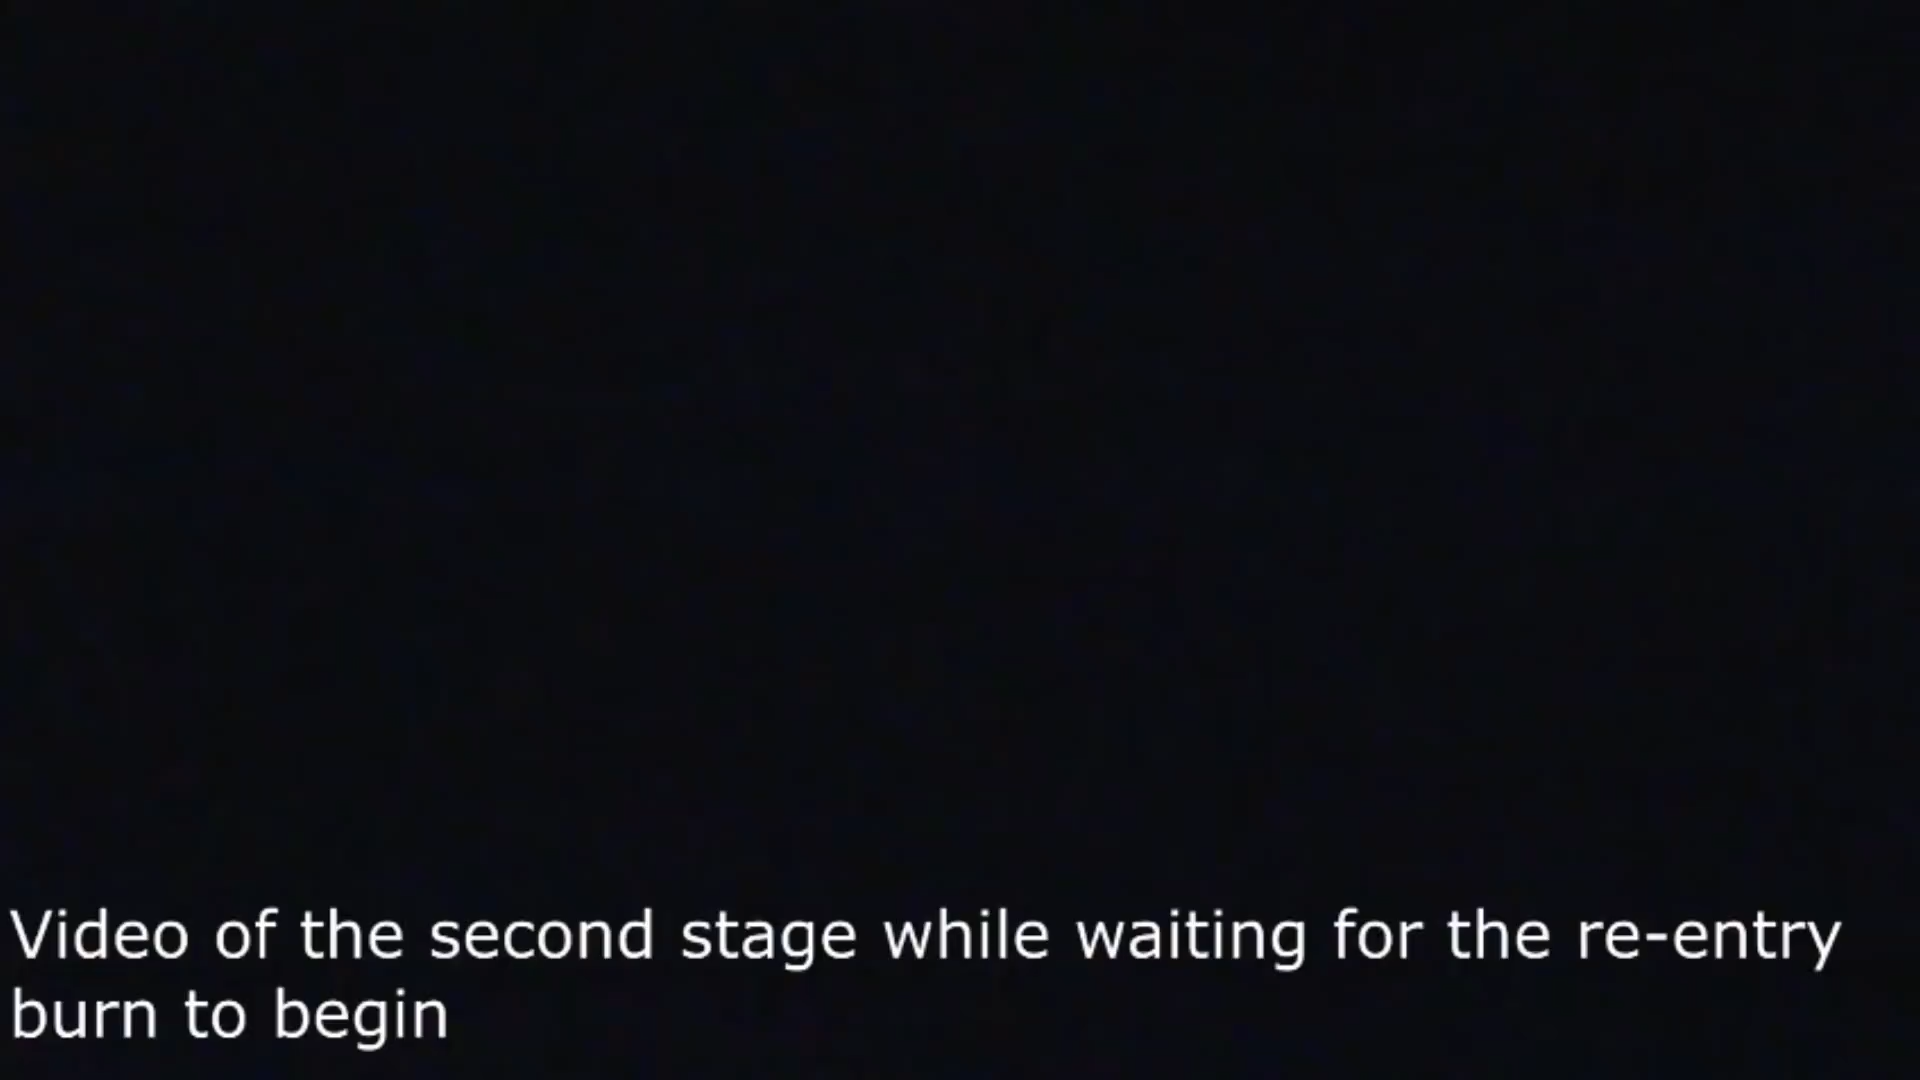 Video of the second stage while waiting for the re-entry
burn to begin